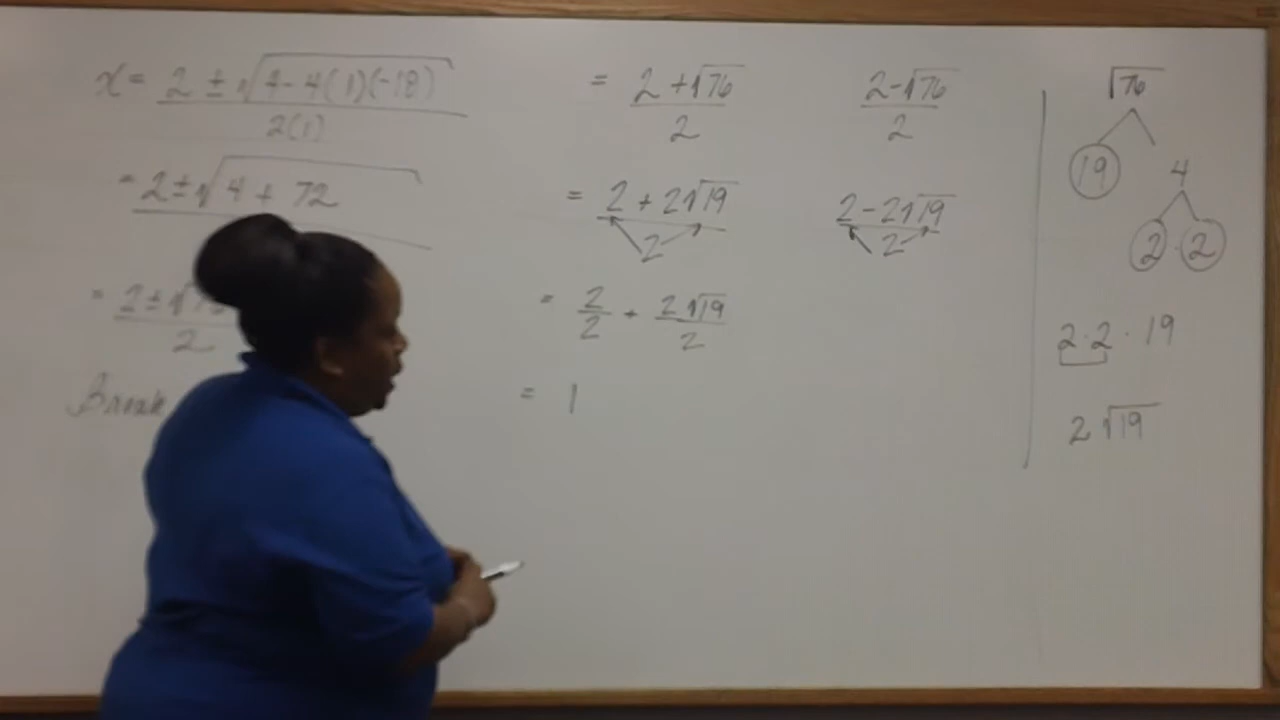 x = 2 ± √4 - 4(1)(-18)
2(1)
= 2 ± √4 + 72
= 2 ± √7
2
Break
= 2 + √76
2
= 2 + 2√19
2
= 2/2 + 2√19/2
= 1
2 - √76
2
2 - 2√19
2
√76
19 4
2 · 2
2 · 2 · 19
2√19